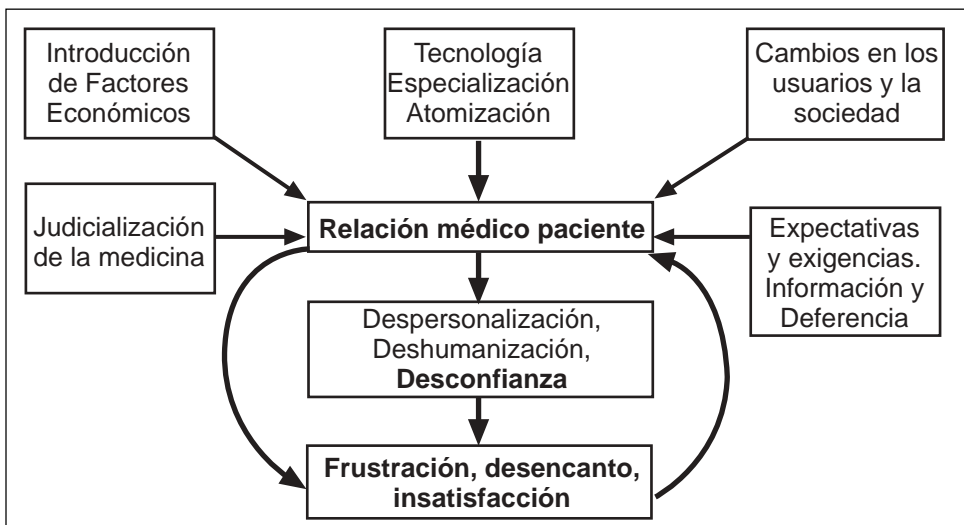 Introducción
de Factores
Económicos
Tecnología
Especialización
Atomización
Cambios en los
usuarios y la
sociedad
Judicialización
de la medicina
Relación médico paciente
Expectativas
y exigencias.
Información y
Deferencia
Despersonalización,
Deshumanización,
Desconfianza
Frustración, desencanto,
insatisfacción